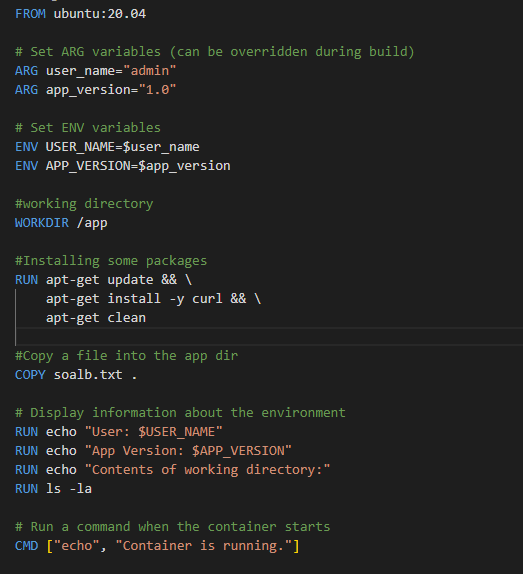 FROM ubuntu:20.04
# Set ARG variables (can be overridden during build)
ARG user_name="admin"
ARG app_version="1.0"
# Set ENV variables
ENV USER_NAME=$user_name
ENV APP_VERSION=$app_version
#working directory
WORKDIR /app
#Installing some packages
RUN apt-get update && \
    apt-get install -y curl && \
    apt-get clean
#Copy a file into the app dir
COPY soalb.txt .
# Display information about the environment
RUN echo "User: $USER_NAME"
RUN echo "App Version: $APP_VERSION"
RUN echo "Contents of working directory:"
RUN ls -la
# Run a command when the container starts
CMD ["echo", "Container is running."]